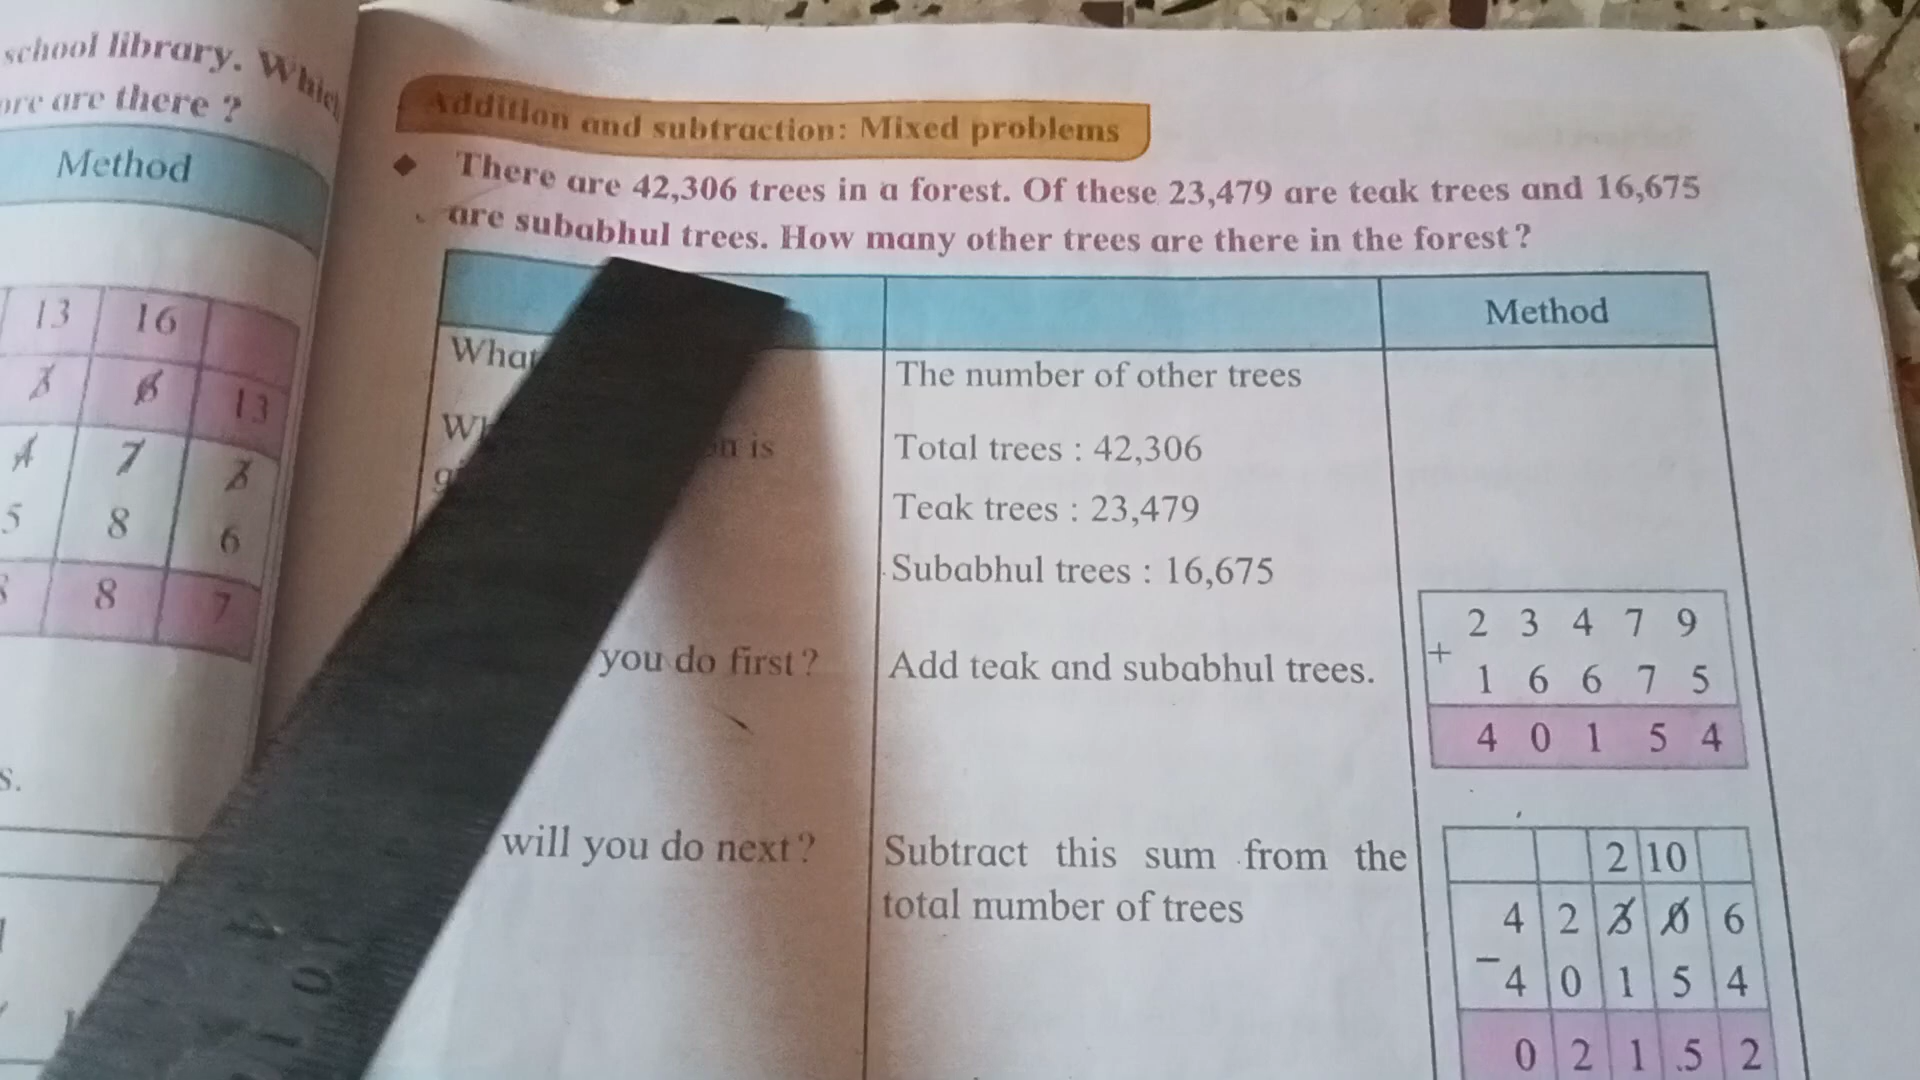 school library. Which
are there ?
Method
13 16
3 6 13
4 7 3
5 8 6
8 7
s.
Addition and subtraction: Mixed problems
There are 42,306 trees in a forest. Of these 23,479 are teak trees and 16,675
are subabhul trees. How many other trees are there in the forest?
Method
The number of other trees
is
Total trees : 42,306
Teak trees : 23,479
Subabhul trees : 16,675
you do first?
Add teak and subabhul trees.
2 3 4 7 9
+
1 6 6 7 5
4 0 1 5 4
will you do next?
Subtract this sum from the
total number of trees
2 10
4 2 3 0 6
- 4 0 1 5 4
0 2 1 5 2